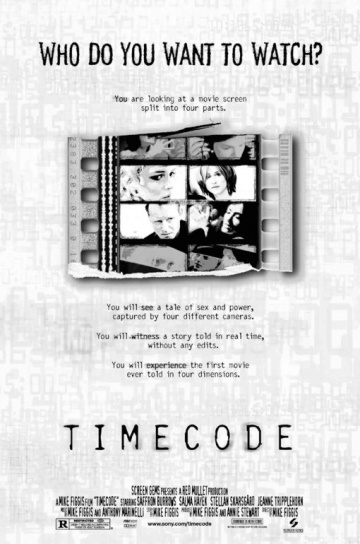 WHO DO YOU WANT TO WATCH?
You are looking at a movie screen
split into four parts.
You will see a tale of sex and power,
captured by four different cameras.
You will witness a story told in real time,
without any edits.
You will experience the first movie
ever told in four dimensions.
TIMECODE
SCREEN GEMS PRESENTS A RED MULLET PRODUCTION
A MIKE FIGGIS FILM "TIMECODE" STARRING SAFFRON BURROWS SALMA HAYEK STELLAN SKARSGÅRD JEANNE TRIPPLEHORN
MIKE FIGGIS AND ANTHONY MARINELLI MIKE FIGGIS MIKE FIGGIS AND ANNIE STEWART MIKE FIGGIS
R RESTRICTED
www.sony.com/timecode
SCREEN GEMS